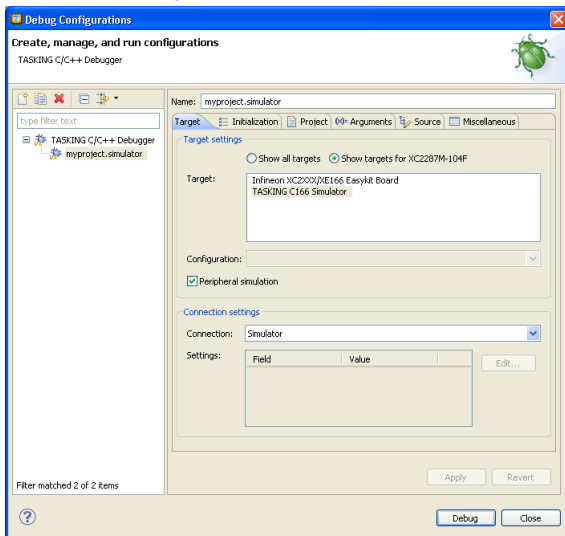 Debug Configurations
Create, manage, and run configurations
TASKING C/C++ Debugger
type filter text
TASKING C/C++ Debugger
myproject.simulator
Filter matched 2 of 2 items
Name: myproject.simulator
Target Initialization Project (x)= Arguments Source Miscellaneous
Target settings
Show all targets Show targets for XC2287M-104F
Target: Infineon XC2XXX/XE166 Easykit Board
TASKING C166 Simulator
Configuration:
Peripheral simulation
Connection settings
Connection: Simulator
Settings: Field Value Edit...
Apply Revert
Debug Close